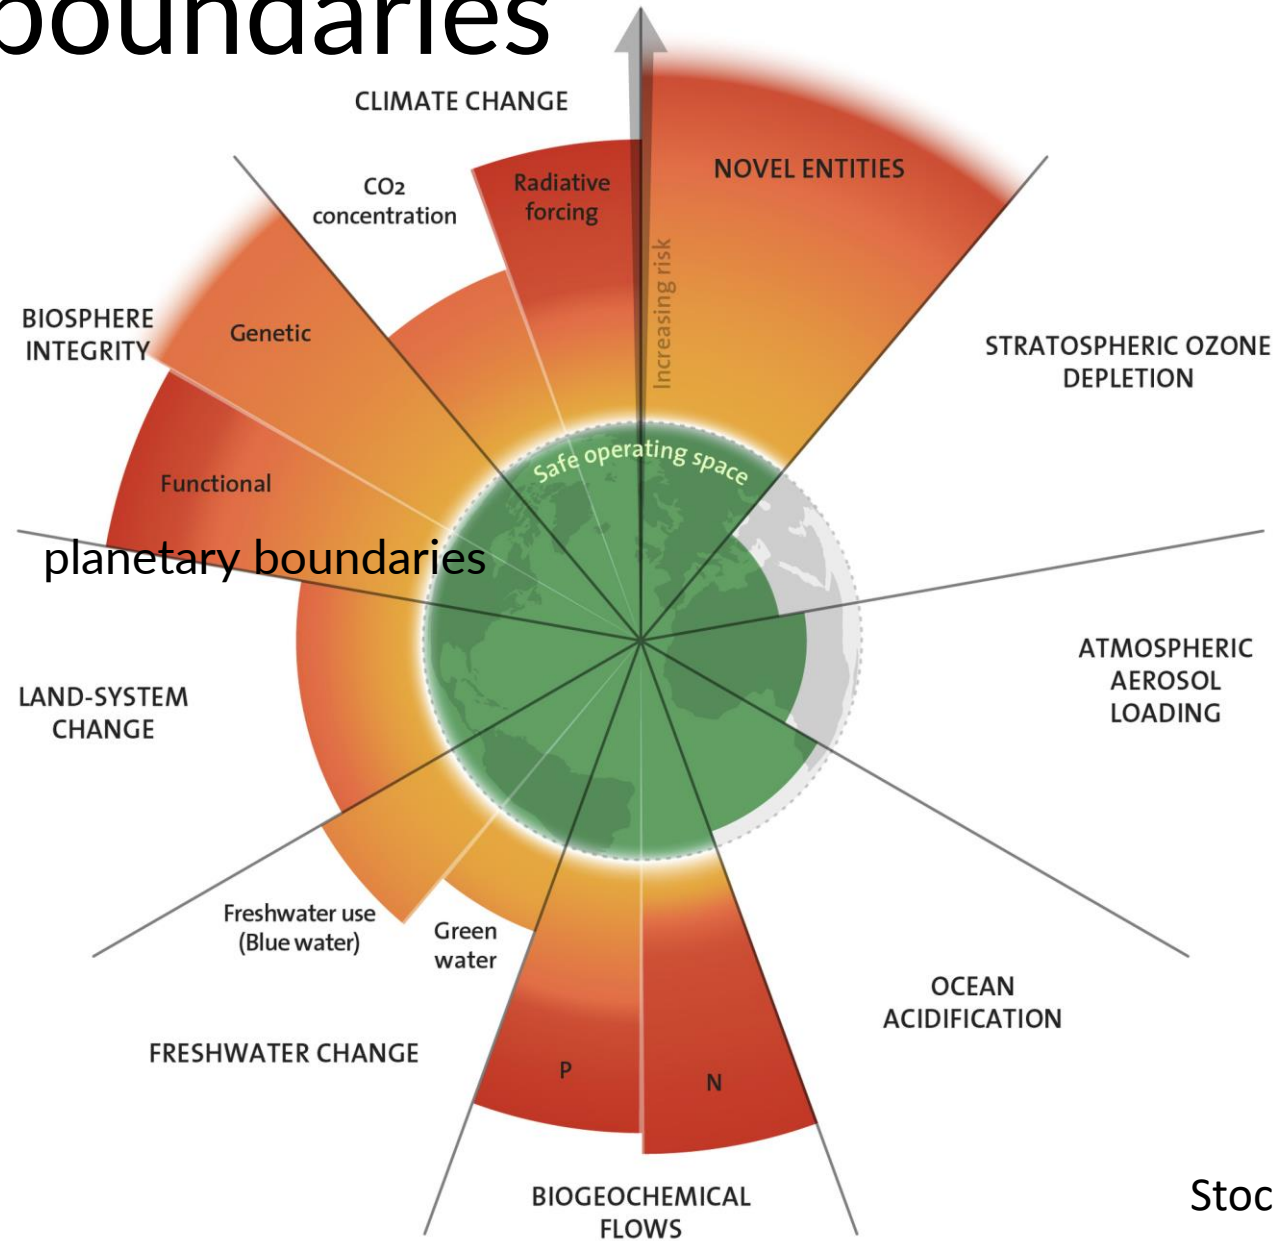 boundaries
CLIMATE CHANGE
CO2
concentration
Radiative
forcing
NOVEL ENTITIES
Increasing risk
STRATOSPHERIC OZONE
DEPLETION
BIOSPHERE
INTEGRITY
Genetic
Functional
Safe operating space
planetary boundaries
ATMOSPHERIC
AEROSOL
LOADING
LAND-SYSTEM
CHANGE
Freshwater use
(Blue water)
Green
water
FRESHWATER CHANGE
OCEAN
ACIDIFICATION
P
N
BIOGEOCHEMICAL
FLOWS
Stoc